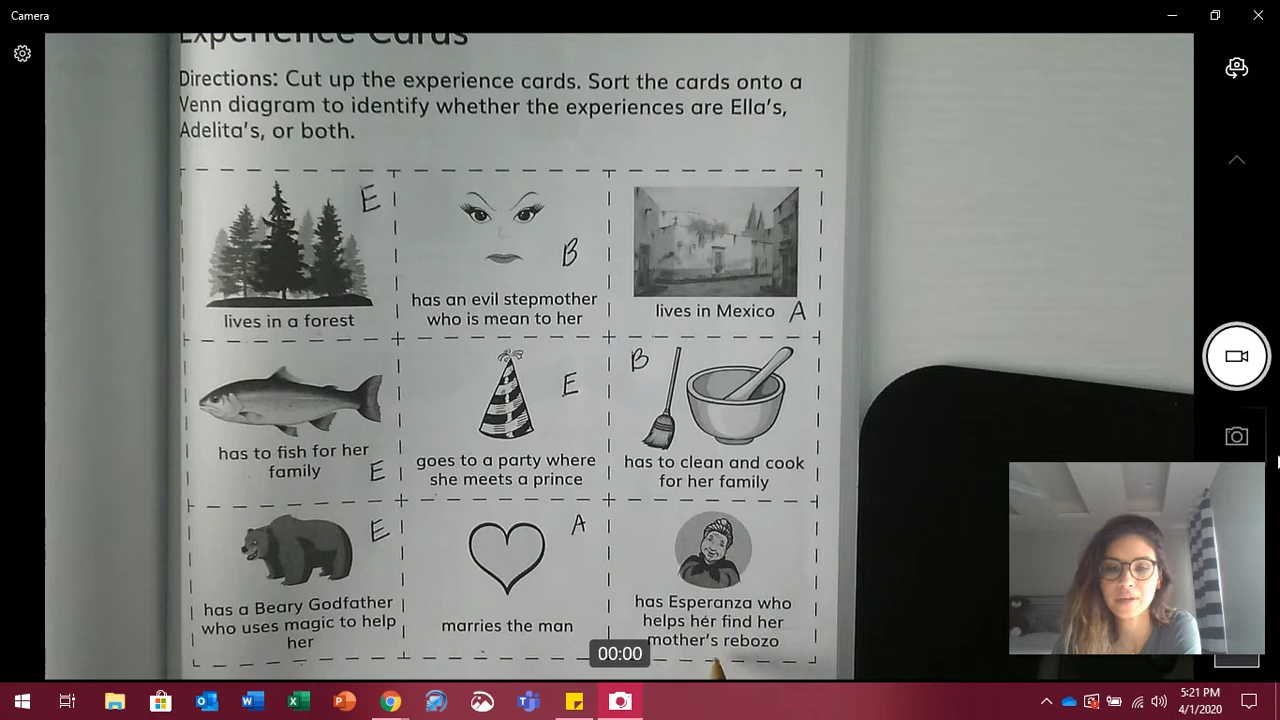 Camera
Experience Cards
Directions: Cut up the experience cards. Sort the cards onto a
Venn diagram to identify whether the experiences are Ella's,
Adelita's, or both.
E
lives in a forest
B
has an evil stepmother
who is mean to her
lives in Mexico A
has to fish for her
family E
E
goes to a party where
she meets a prince
B
has to clean and cook
for her family
E
has a Beary Godfather
who uses magic to help
her
A
marries the man
has Esperanza who
helps her find her
mother's rebozo
00:00
5:21 PM
4/1/2020